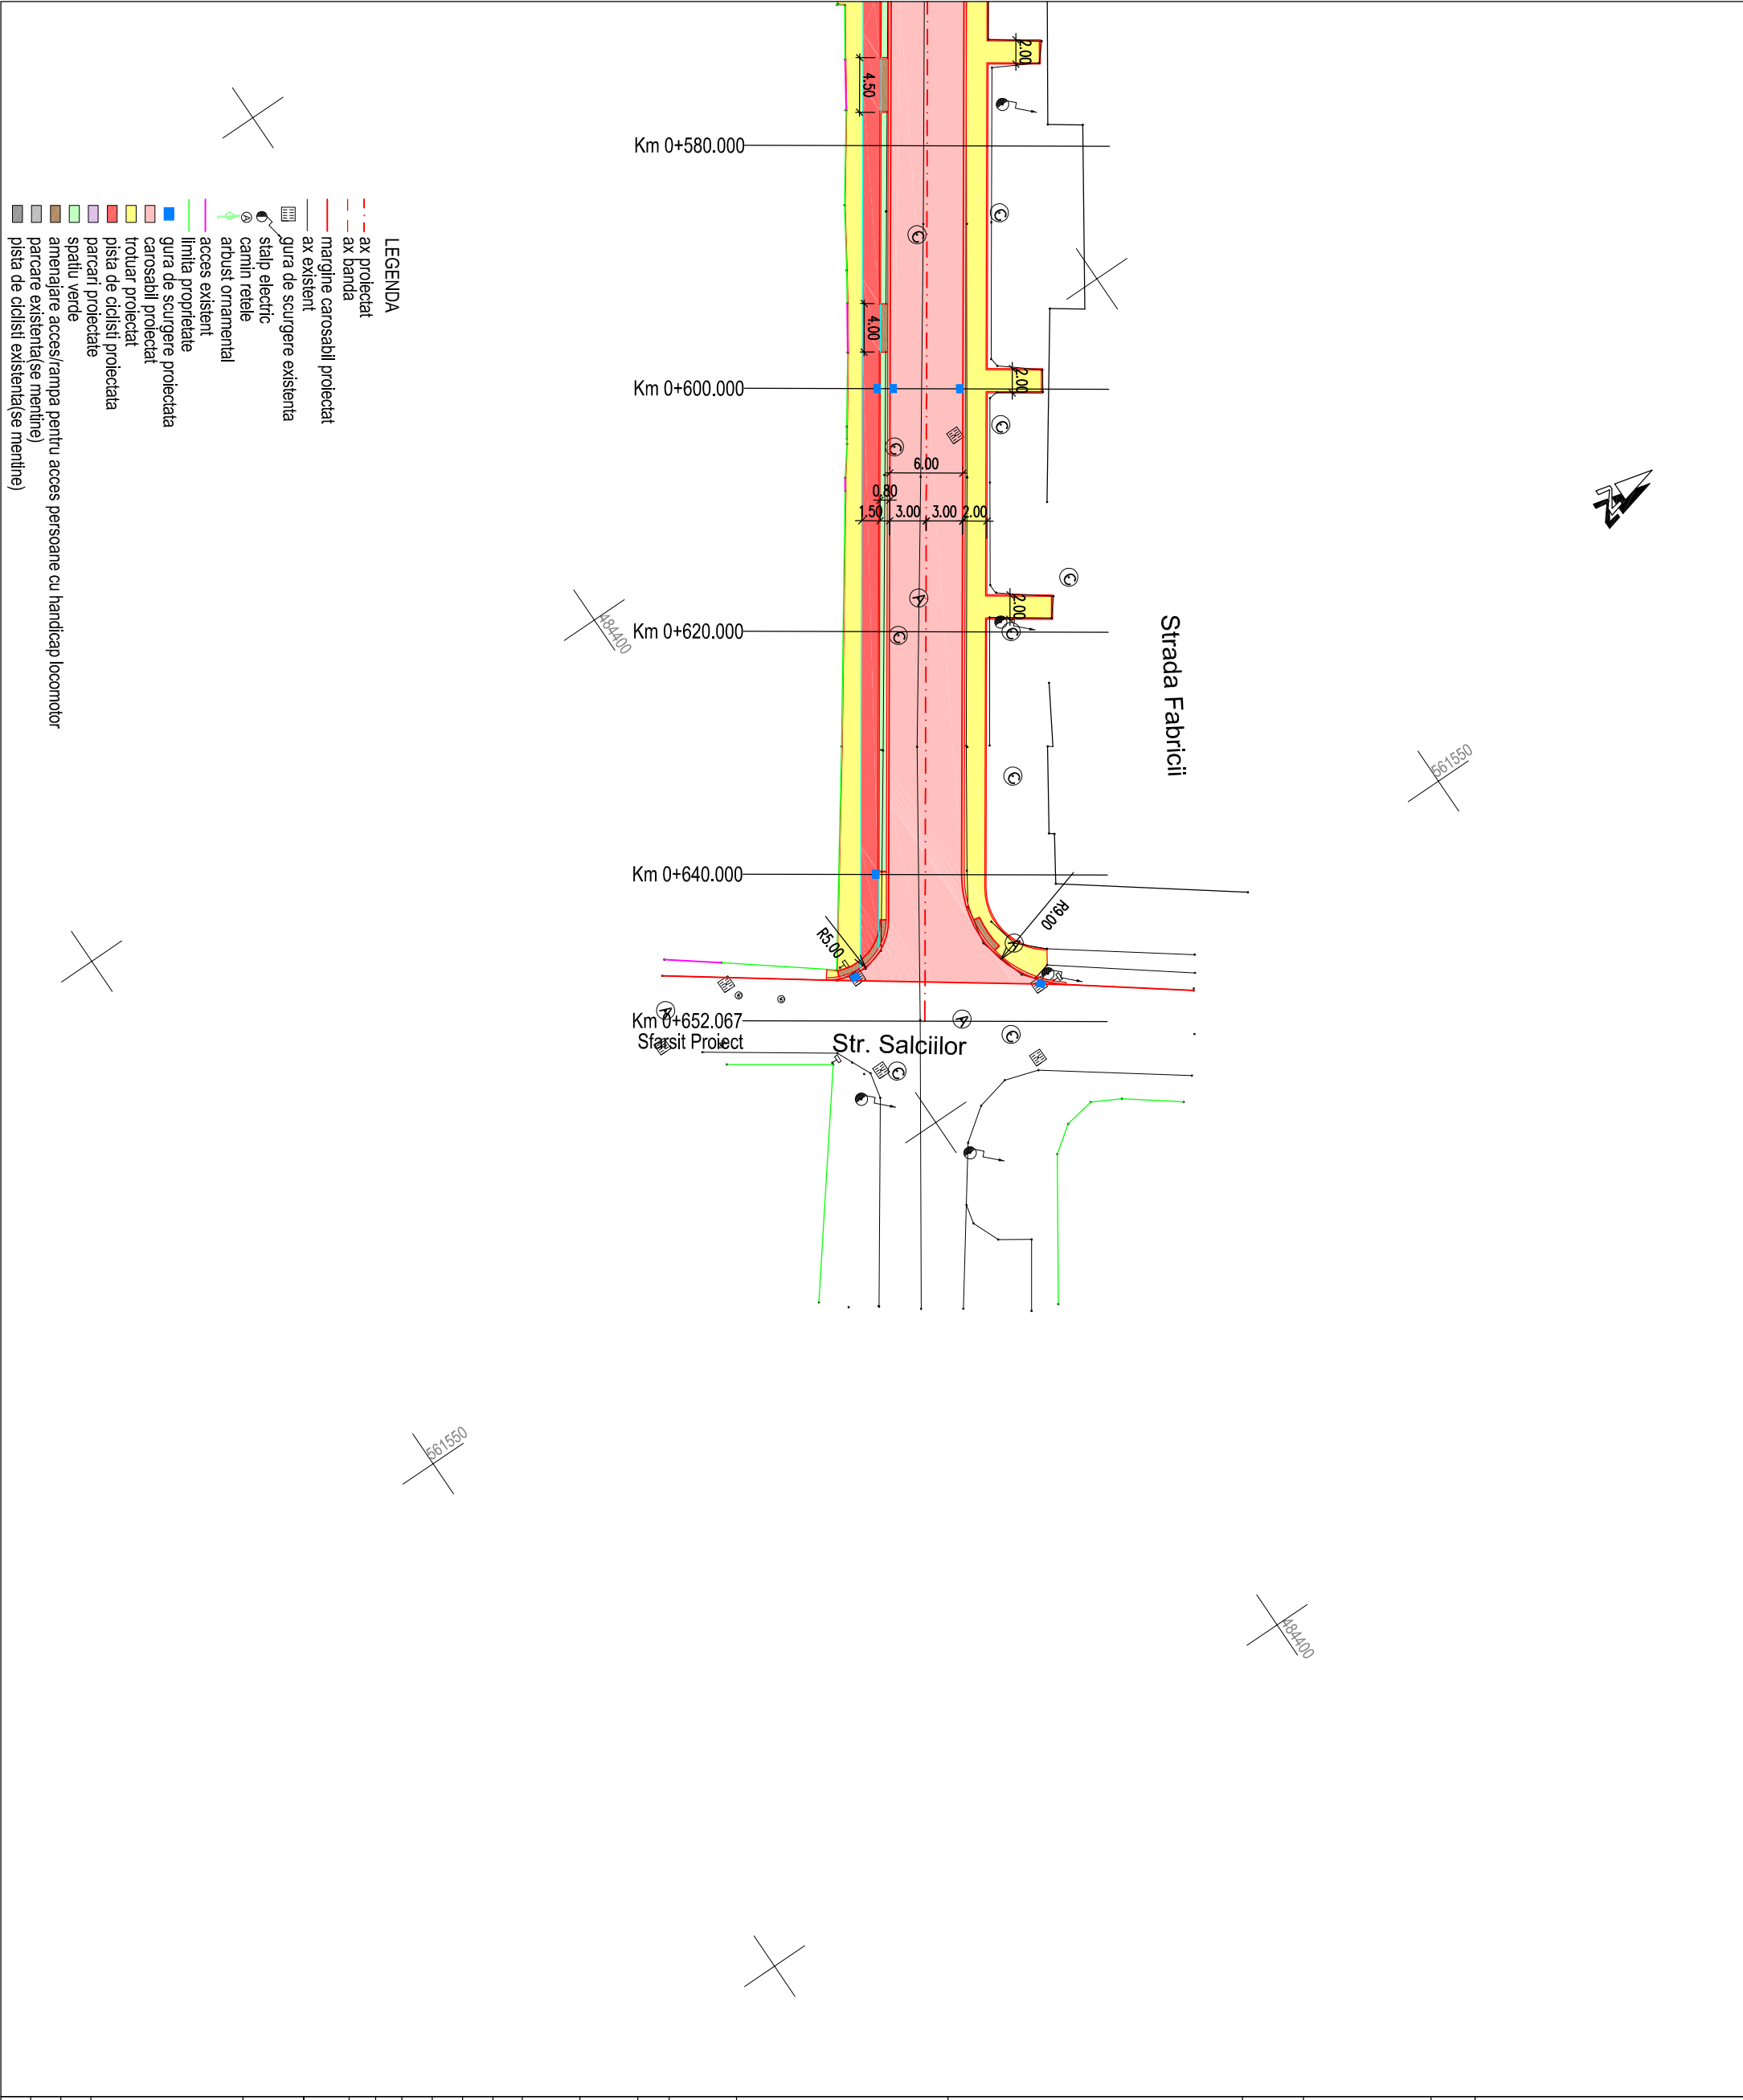 2.00
4.50
Km 0+580.000
C
C
4.00
2.00
Km 0+600.000
C
C
6.00
0.80
1.50
3.00
3.00
2.00
C
A
2.00
484400
Km 0+620.000
C
C
Strada Fabricii
561550
C
Km 0+640.000
R9.00
R5.00
A
A
Km 0+652.067
Sfarsit Proiect
A
C
Str. Salciilor
C
561550
484400
N
LEGENDA
ax proiectat
ax banda
margine carosabil proiectat
ax existent
gura de scurgere existenta
stalp electric
A camin retele
arbust ornamental
acces existent
limita proprietate
gura de scurgere proiectata
carosabil proiectat
trotuar proiectat
pista de ciclisti proiectata
parcari proiectate
spatiu verde
amenajare acces/rampa pentru acces persoane cu handicap locomotor
parcare existenta(se mentine)
pista de ciclisti existenta(se mentine)